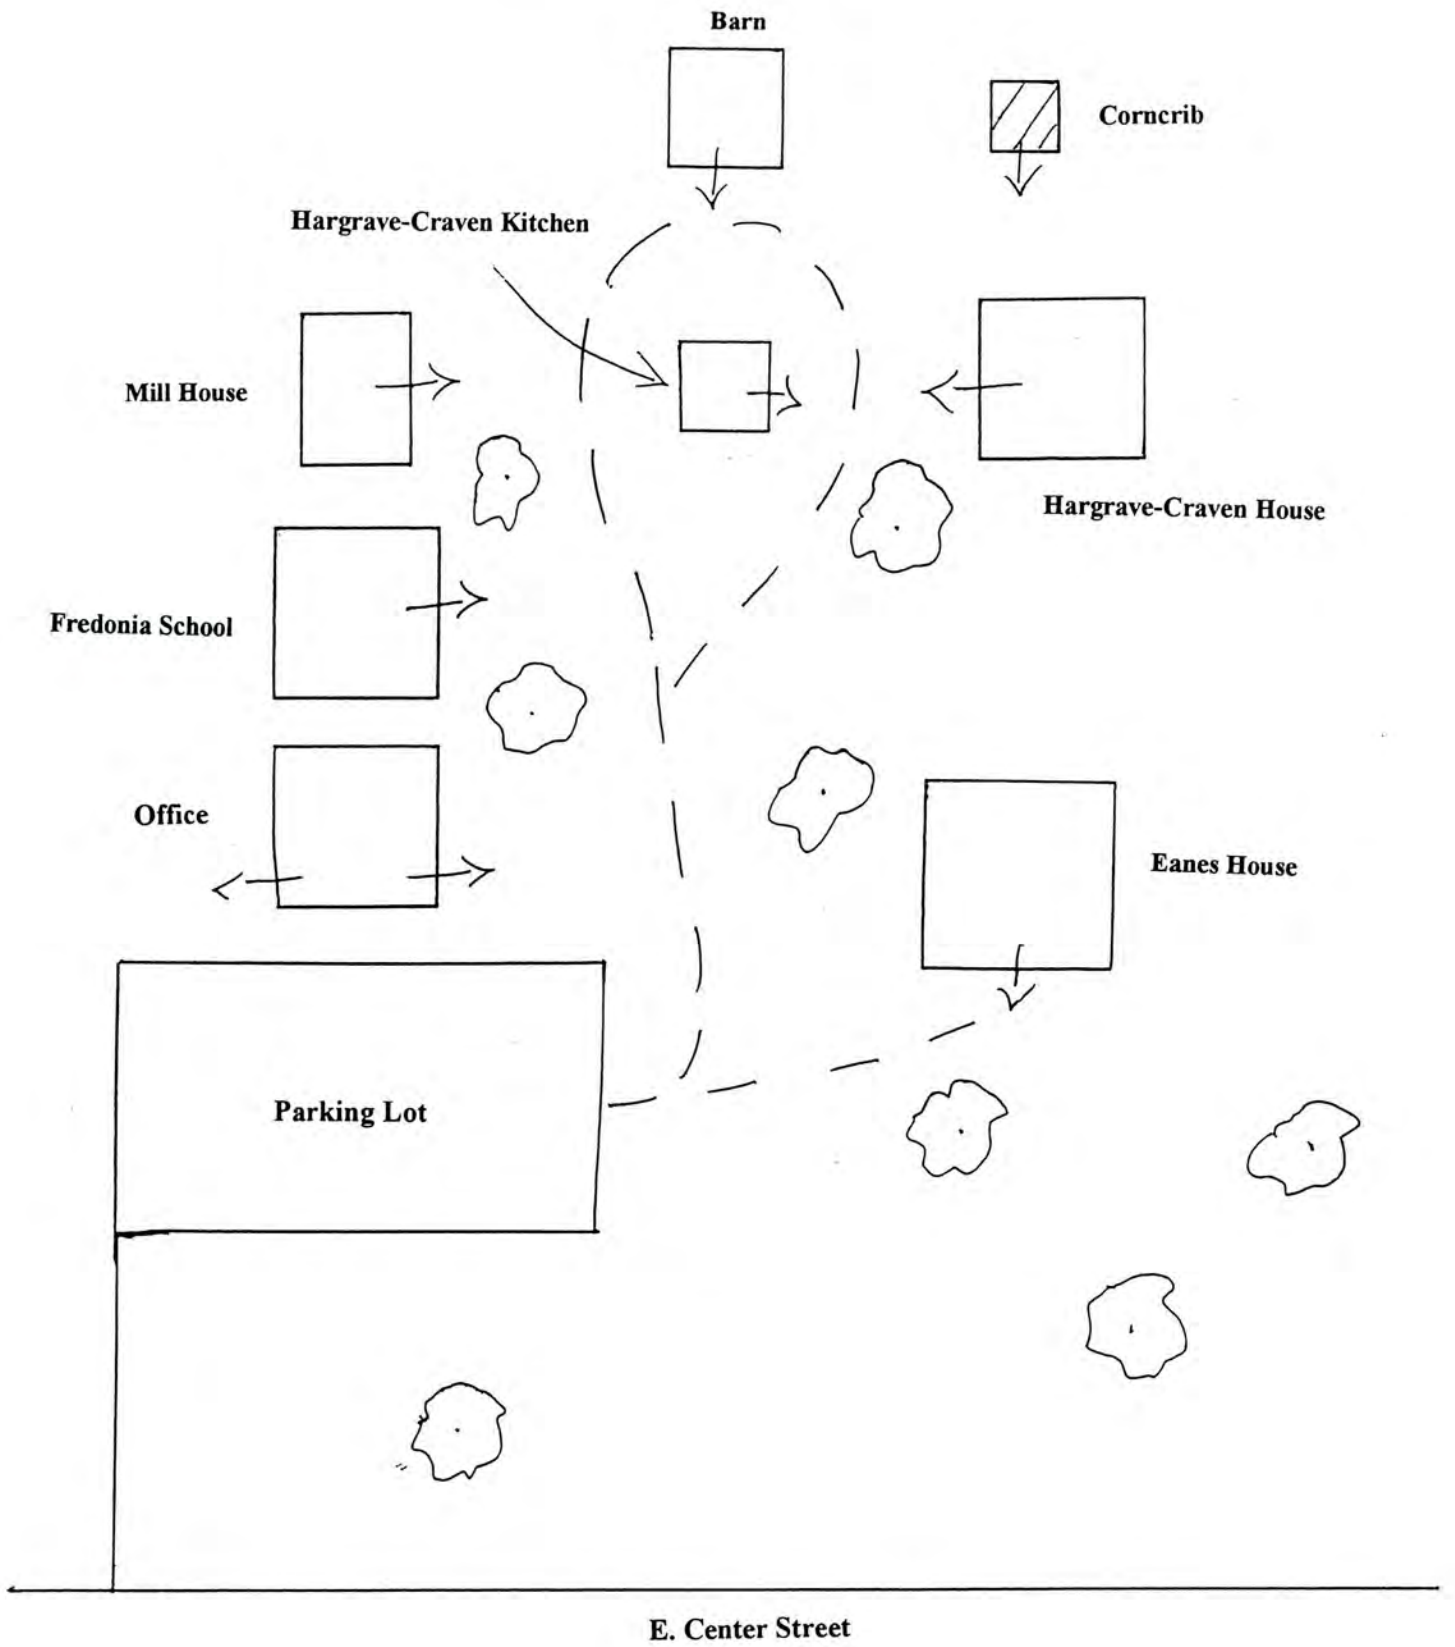 Barn
Corncrib
Hargrave-Craven Kitchen
Mill House
Hargrave-Craven House
Fredonia School
Office
Eanes House
Parking Lot
E. Center Street